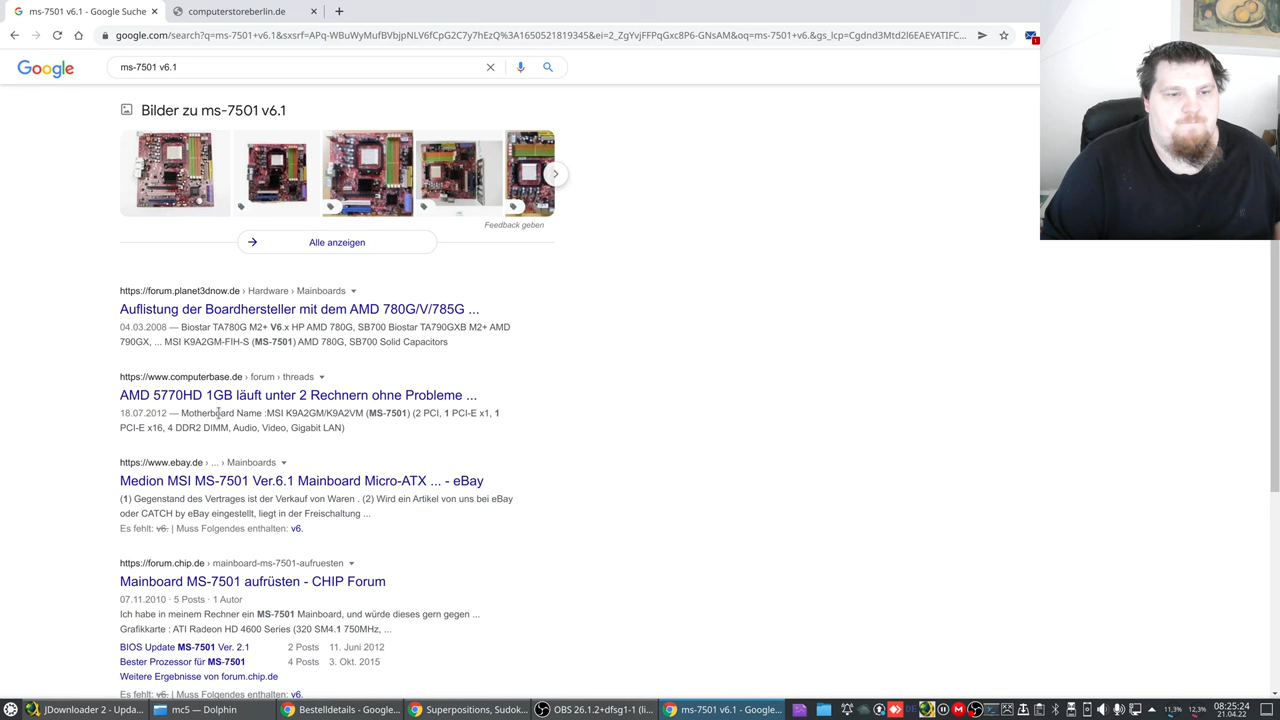 ms-7501 v6.1 - Google Suche
computerstoreberlin.de
google.com/search?q=ms-7501+v6.1&sxsrf=APq-WBuWyMufBVbjpNLV6fCpG2C7y7hEzQ%3A1650521819345&ei=2_ZgYvjFFPqGxc8P6-GNsAM&oq=ms-7501+v6.&gs_lcp=Cgdnd3Mtd2l6EAEYATIFC...
Google
ms-7501 v6.1
Bilder zu ms-7501 v6.1
Feedback geben
Alle anzeigen
https://forum.planet3dnow.de › Hardware › Mainboards
Auflistung der Boardhersteller mit dem AMD 780G/V/785G ...
04.03.2008 — Biostar TA780G M2+ V6.x HP AMD 780G, SB700 Biostar TA790GXB M2+ AMD
790GX, ... MSI K9A2GM-FIH-S (MS-7501) AMD 780G, SB700 Solid Capacitors
https://www.computerbase.de › forum › threads
AMD 5770HD 1GB läuft unter 2 Rechnern ohne Probleme ...
18.07.2012 — Motherboard Name :MSI K9A2GM/K9A2VM (MS-7501) (2 PCI, 1 PCI-E x1, 1
PCI-E x16, 4 DDR2 DIMM, Audio, Video, Gigabit LAN)
https://www.ebay.de › ... › Mainboards
Medion MSI MS-7501 Ver.6.1 Mainboard Micro-ATX ... - eBay
(1) Gegenstand des Vertrages ist der Verkauf von Waren . (2) Wird ein Artikel von uns bei eBay
oder CATCH by eBay eingestellt, liegt in der Freischaltung ...
Es fehlt: v6. | Muss Folgendes enthalten: v6.
https://forum.chip.de › mainboard-ms-7501-aufruesten
Mainboard MS-7501 aufrüsten - CHIP Forum
07.11.2010 · 5 Posts · 1 Autor
Ich habe in meinem Rechner ein MS-7501 Mainboard, und würde dieses gern gegen ...
Grafikkarte : ATI Radeon HD 4600 Series (320 SM4.1 750MHz, ...
BIOS Update MS-7501 Ver. 2.1 2 Posts 11. Juni 2012
Bester Prozessor für MS-7501 4 Posts 3. Okt. 2015
Weitere Ergebnisse von forum.chip.de
Es fehlt: v6. | Muss Folgendes enthalten: v6.
JDownloader 2 - Upda... mc5 — Dolphin Bestelldetails - Google... Superpositions, Sudok... OBS 26.1.2+dfsg1-1 (li... ms-7501 v6.1 - Googl... DE 11,3% 12,3% 08:25:24
21.04.22